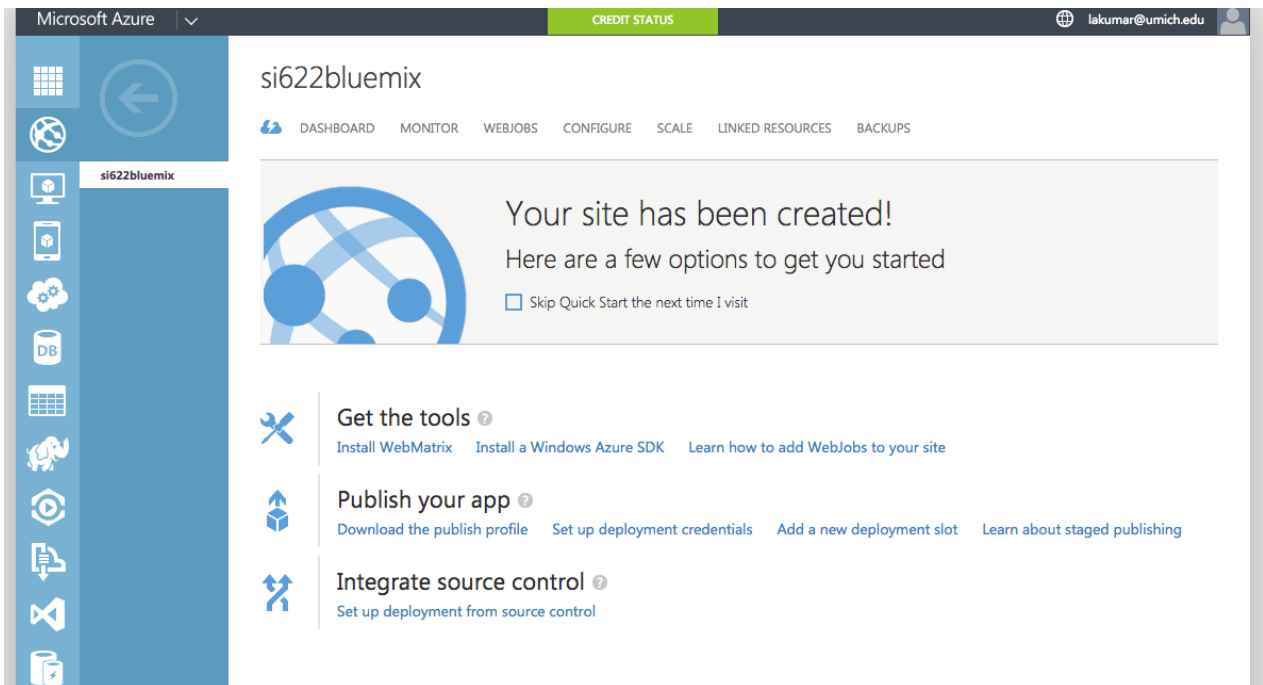 Microsoft Azure
CREDIT STATUS
lakumar@umich.edu
si622bluemix
si622bluemix
DASHBOARD MONITOR WEBJOBS CONFIGURE SCALE LINKED RESOURCES BACKUPS
Your site has been created!
Here are a few options to get you started
Skip Quick Start the next time I visit
DB
Get the tools ?
Install WebMatrix Install a Windows Azure SDK Learn how to add WebJobs to your site
Publish your app ?
Download the publish profile Set up deployment credentials Add a new deployment slot Learn about staged publishing
Integrate source control ?
Set up deployment from source control